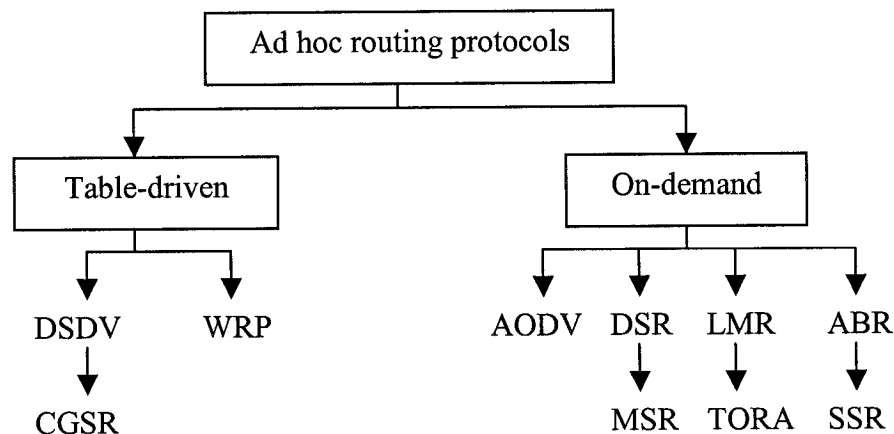 Ad hoc routing protocols
Table-driven On-demand
DSDV WRP AODV DSR LMR ABR
CGSR MSR TORA SSR